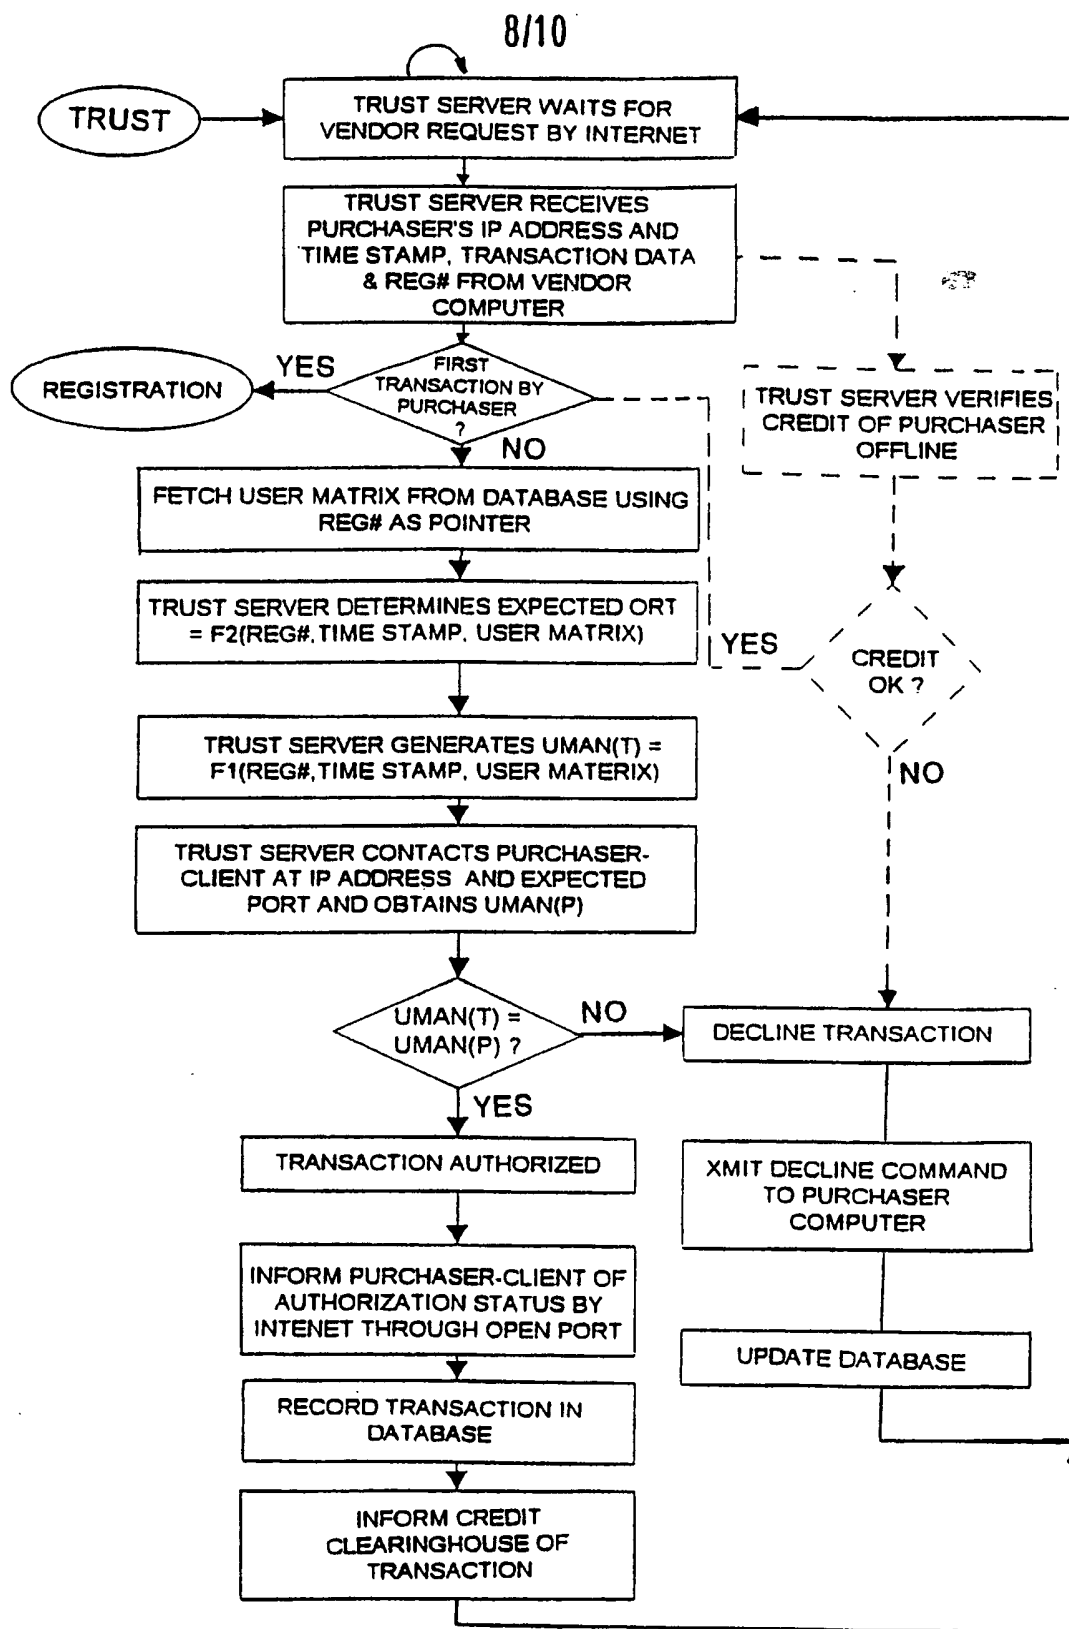 8/10
TRUST
TRUST SERVER WAITS FOR
VENDOR REQUEST BY INTERNET
TRUST SERVER RECEIVES
PURCHASER'S IP ADDRESS AND
TIME STAMP, TRANSACTION DATA
& REG# FROM VENDOR
COMPUTER
FIRST
TRANSACTION BY
PURCHASER
?
YES
REGISTRATION
NO
TRUST SERVER VERIFIES
CREDIT OF PURCHASER
OFFLINE
FETCH USER MATRIX FROM DATABASE USING
REG# AS POINTER
TRUST SERVER DETERMINES EXPECTED ORT
= F2(REG#,TIME STAMP, USER MATRIX)
YES
CREDIT
OK ?
NO
TRUST SERVER GENERATES UMAN(T) =
F1(REG#,TIME STAMP, USER MATERIX)
TRUST SERVER CONTACTS PURCHASER-
CLIENT AT IP ADDRESS AND EXPECTED
PORT AND OBTAINS UMAN(P)
UMAN(T) =
UMAN(P) ?
NO
DECLINE TRANSACTION
YES
TRANSACTION AUTHORIZED
XMIT DECLINE COMMAND
TO PURCHASER
COMPUTER
INFORM PURCHASER-CLIENT OF
AUTHORIZATION STATUS BY
INTENET THROUGH OPEN PORT
UPDATE DATABASE
RECORD TRANSACTION IN
DATABASE
INFORM CREDIT
CLEARINGHOUSE OF
TRANSACTION